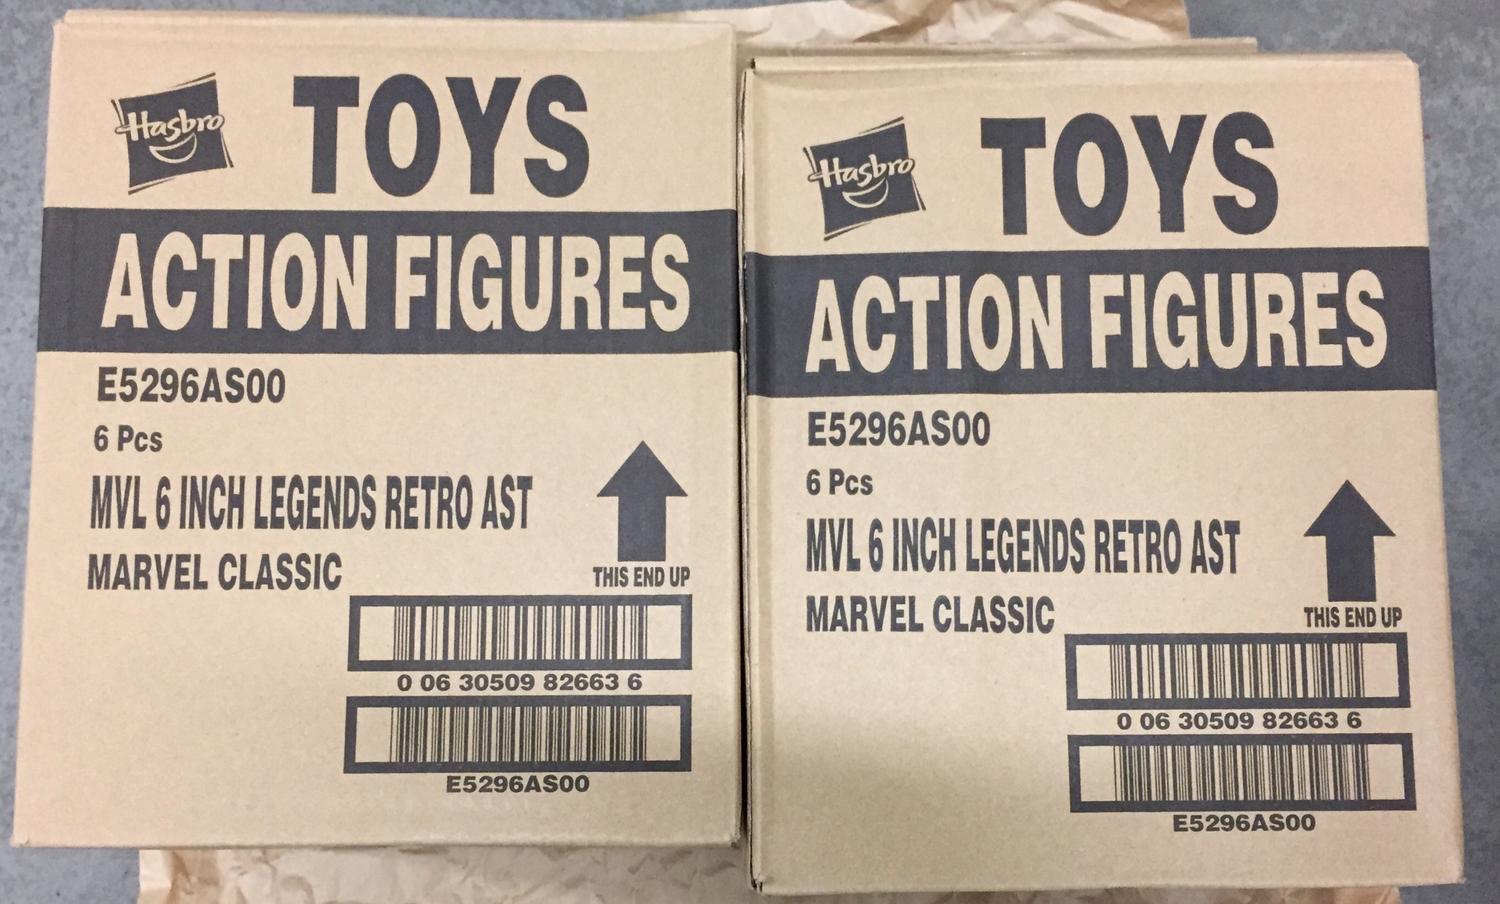 Hasbro
TOYS
ACTION FIGURES
E5296AS00
6 Pcs
MVL 6 INCH LEGENDS RETRO AST
MARVEL CLASSIC
THIS END UP
0 06 30509 82663 6
E5296AS00
Hasbro
TOYS
ACTION FIGURES
E5296AS00
6 Pcs
MVL 6 INCH LEGENDS RETRO AST
MARVEL CLASSIC
THIS END UP
0 06 30509 82663 6
E5296AS00